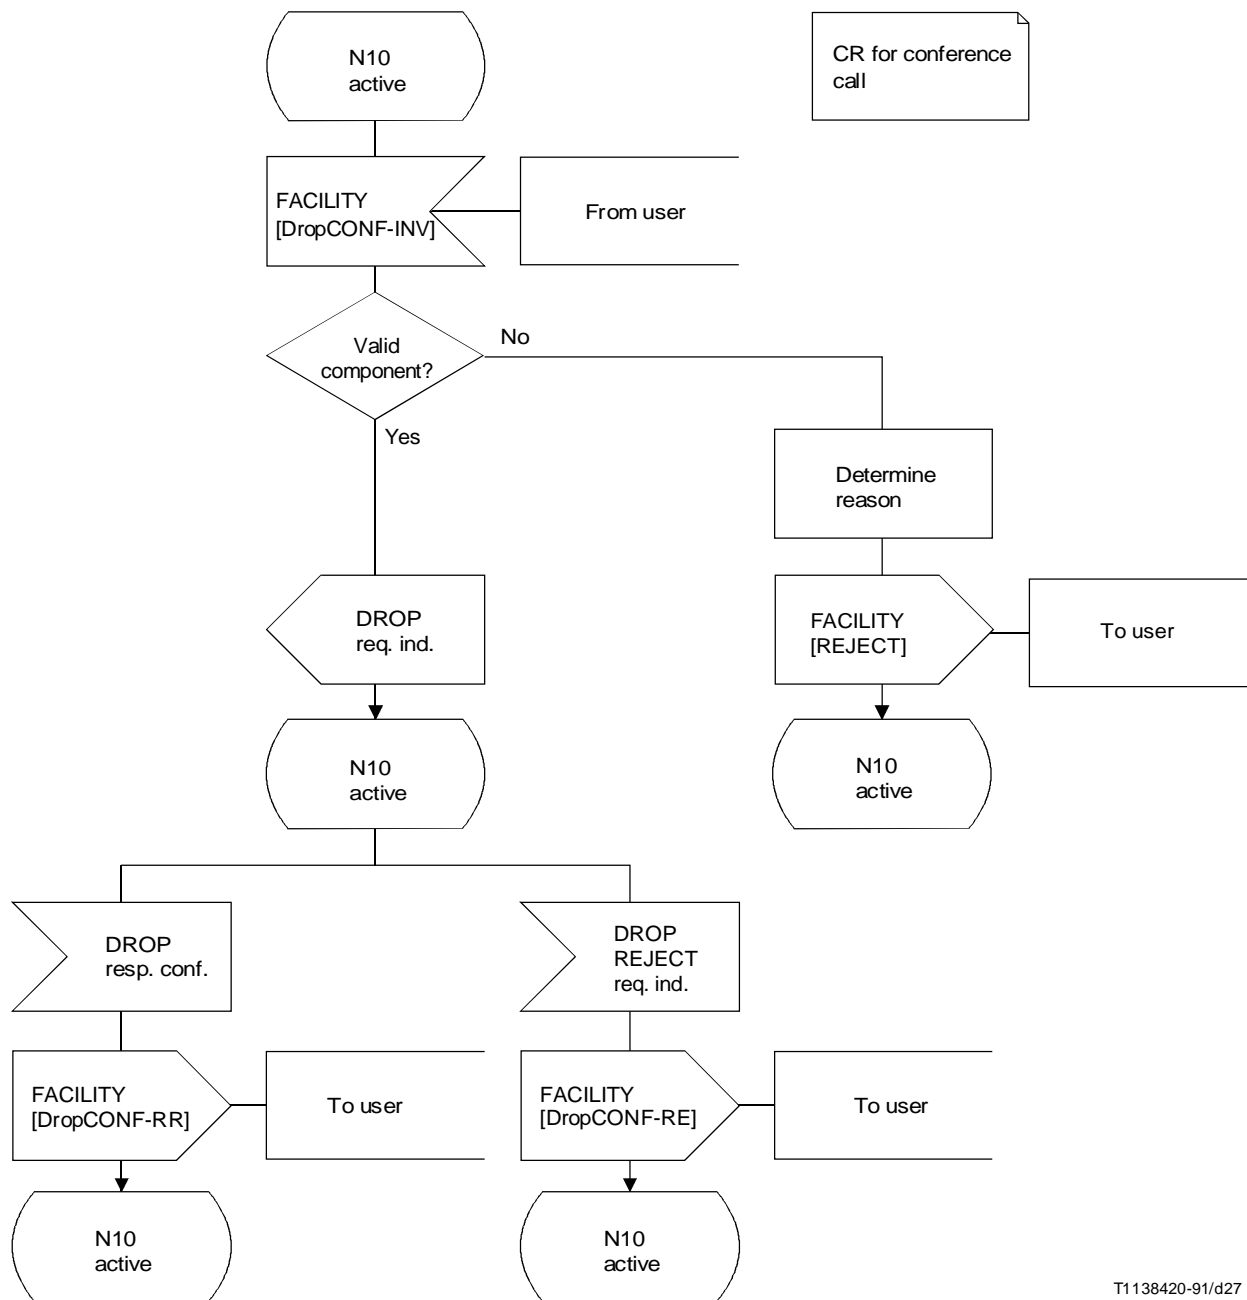 N10
active
CR for conference
call
FACILITY
[DropCONF-INV]
From user
Valid
component?
No
Yes
Determine
reason
DROP
req. ind.
FACILITY
[REJECT]
To user
N10
active
N10
active
DROP
resp. conf.
DROP
REJECT
req. ind.
FACILITY
[DropCONF-RR]
To user
FACILITY
[DropCONF-RE]
To user
N10
active
N10
active
T1138420-91/d27